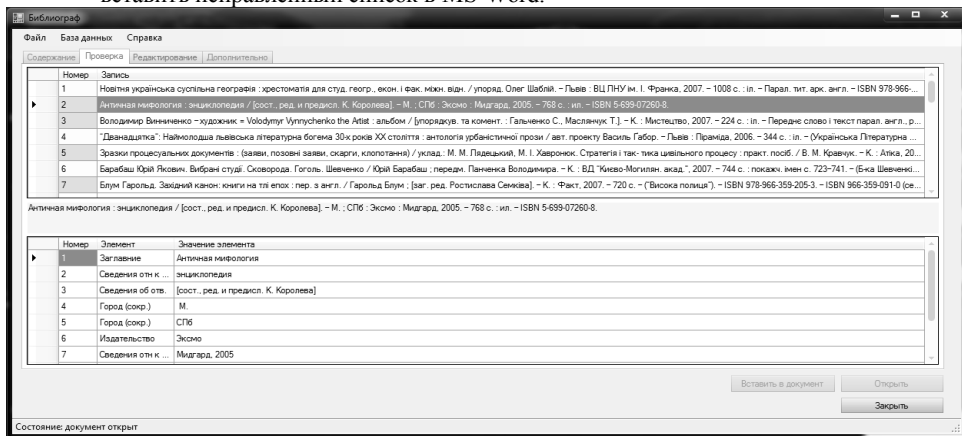 вставить исправленный список в MS Word.
Библиограф
Файл База данных Справка
Содержание Проверка Редактирование Дополнительно
Номер Запись
1 Новітня українська суспільна географія : хрестоматія для студ. геогр., екон. і фак. міжн. відн. / упоряд. Олег Шаблій. – Львів : ВЦ ЛНУ ім. І. Франка, 2007. – 1008 с. : іл. – Парал. тит. арк. англ. – ISBN 978-966-...
2 Античная мифология : энциклопедия / [сост., ред. и предисл. К. Королева]. – М. ; СПб : Эксмо : Мидгард, 2005. – 768 с. : ил. – ISBN 5-699-07260-8.
3 Володимир Винниченко – художник = Volodymyr Vynnychenko the Artist : альбом / [упорядкув. та комент. : Гальченко С., Маслянчук Т.]. – К. : Мистецтво, 2007. – 224 с. : іл. – Переднє слово і текст парал. англ., р...
4 "Дванадцятка": Наймолодша львівська літературна богема 30-х років ХХ століття : антологія урбаністичної прози / авт. проекту Василь Габор. – Львів : Піраміда, 2006. – 344 с. : іл. – (Українська Літературна ...
5 Зразки процесуальних документів : (заяви, позовні заяви, скарги, клопотання) / уклад.: М. М. Лядецький, М. І. Хавронюк. Стратегія і так- тика цивільного процесу : практ. посіб. / В. М. Кравчук. – К. : Атіка, 20...
6 Барабаш Юрій Якович. Вибрані студії. Сковорода. Гоголь. Шевченко / Юрій Барабаш ; передм. Панченка Володимира. – К. : ВД "Києво-Могилян. акад.", 2007. – 744 с. : покажч. імен с. 723–741. – (Б-ка Шевченкі...
7 Блум Гарольд. Західний канон: книги на тлі епох : пер. з англ. / Гарольд Блум ; [заг. ред. Ростислава Семківа]. – К. : Факт, 2007. – 720 с. – ("Висока полиця"). – ISBN 978-966-359-205-3. – ISBN 966-359-091-0 (се...
Античная мифология : энциклопедия / [сост., ред. и предисл. К. Королева]. – М. ; СПб : Эксмо : Мидгард, 2005. – 768 с. : ил. – ISBN 5-699-07260-8.
Номер Элемент Значение элемента
1 Заглавние Античная мифология
2 Сведения отн к ... энциклопедия
3 Сведения об отв. [сост., ред. и предисл. К. Королева]
4 Город (сокр.) М.
5 Город (сокр.) СПб
6 Издательство Эксмо
7 Сведения отн к ... Мидгард, 2005
Вставить в документ Открыть
Закрыть
Состояние: документ открыт